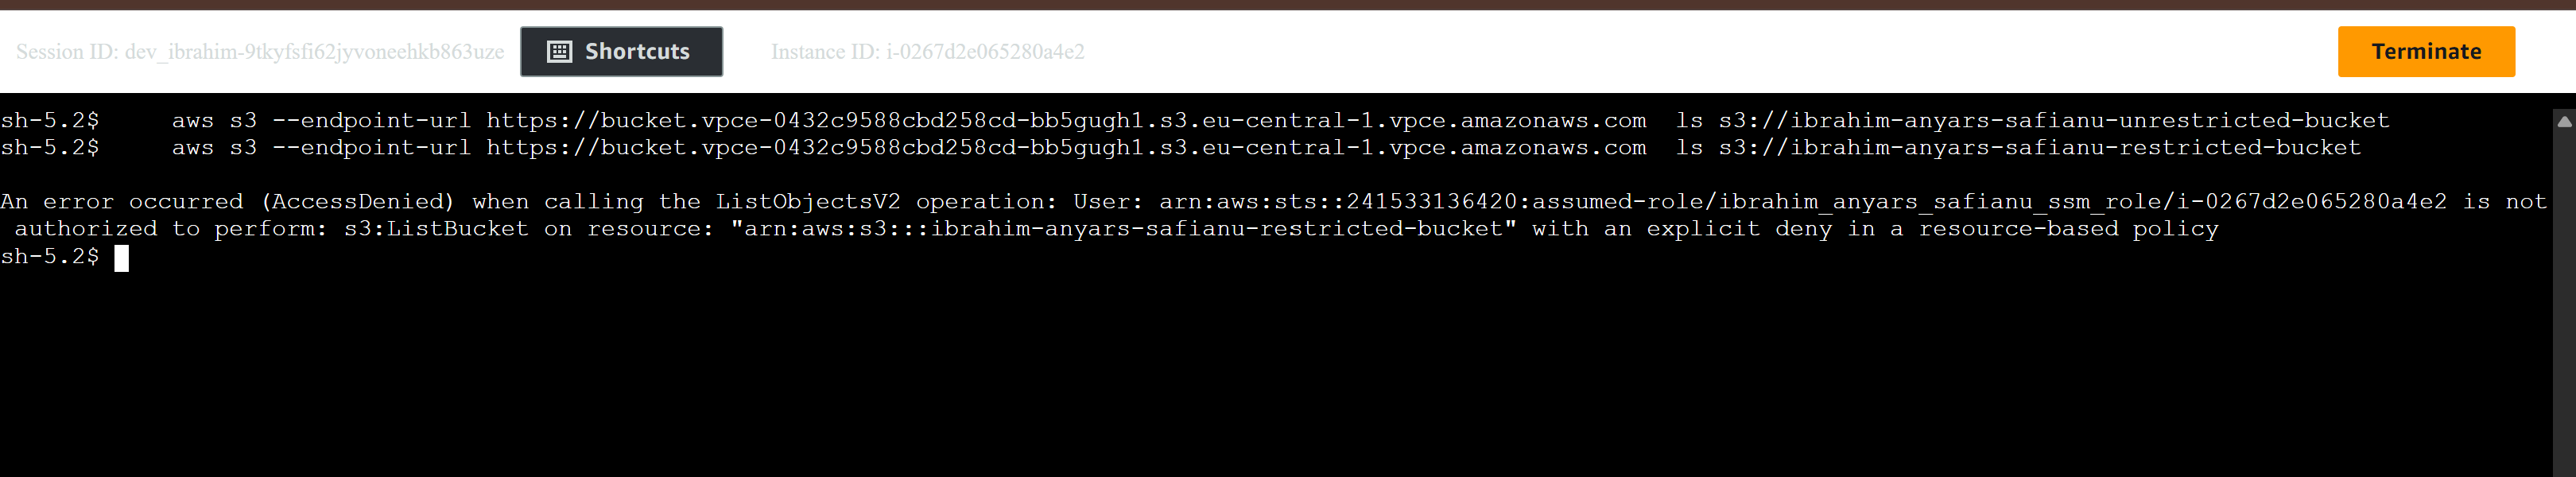 Session ID: dev_ibrahim-9tkyfsfi62jyvoneehkb863uze Shortcuts Instance ID: i-0267d2e065280a4e2 Terminate
sh-5.2$     aws s3 --endpoint-url https://bucket.vpce-0432c9588cbd258cd-bb5gugh1.s3.eu-central-1.vpce.amazonaws.com  ls s3://ibrahim-anyars-safianu-unrestricted-bucket
sh-5.2$     aws s3 --endpoint-url https://bucket.vpce-0432c9588cbd258cd-bb5gugh1.s3.eu-central-1.vpce.amazonaws.com  ls s3://ibrahim-anyars-safianu-restricted-bucket
An error occurred (AccessDenied) when calling the ListObjectsV2 operation: User: arn:aws:sts::241533136420:assumed-role/ibrahim_anyars_safianu_ssm_role/i-0267d2e065280a4e2 is not
 authorized to perform: s3:ListBucket on resource: "arn:aws:s3:::ibrahim-anyars-safianu-restricted-bucket" with an explicit deny in a resource-based policy
sh-5.2$